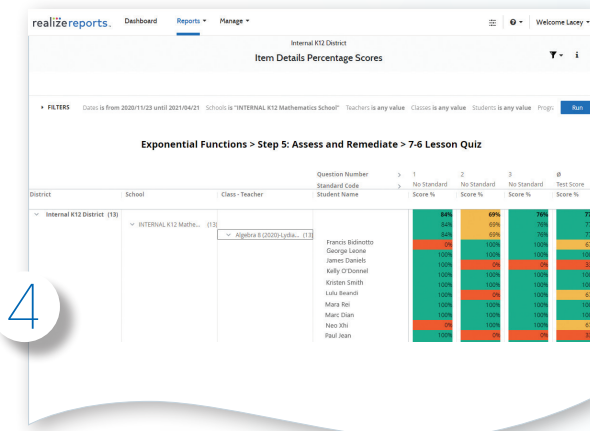 realizereports. Dashboard Reports Manage Welcome Lacey
Internal K12 District
Item Details Percentage Scores
FILTERS Dates is from 2020/11/23 until 2021/04/21 Schools is "INTERNAL K12 Mathematics School" Teachers is any value Classes is any value Students is any value Run
Exponential Functions > Step 5: Assess and Remediate > 7-6 Lesson Quiz
Question Number > 1 2 3 Ø
Standard Code > No Standard No Standard No Standard Test Score
District School Class - Teacher Student Name Score % Score % Score % Score %
Internal K12 District (13) 84% 69% 76%
INTERNAL K12 Mathe... (13) 84% 69% 76%
Algebra 8 (2020)-Lydia... (13) 84% 69% 76%
Francis Bidinotto 0% 100% 100%
George Leone 100% 100% 100%
James Daniels 100% 0% 0%
Kelly O'Donnel 100% 100% 100%
Kristen Smith 100% 100% 100%
Lulu Beandi 100% 0% 100%
Mara Rei 100% 100% 100%
Marc Dian 100% 100% 100%
Neo Xhi 0% 100% 100%
Paul Jean 100% 0% 0%
4